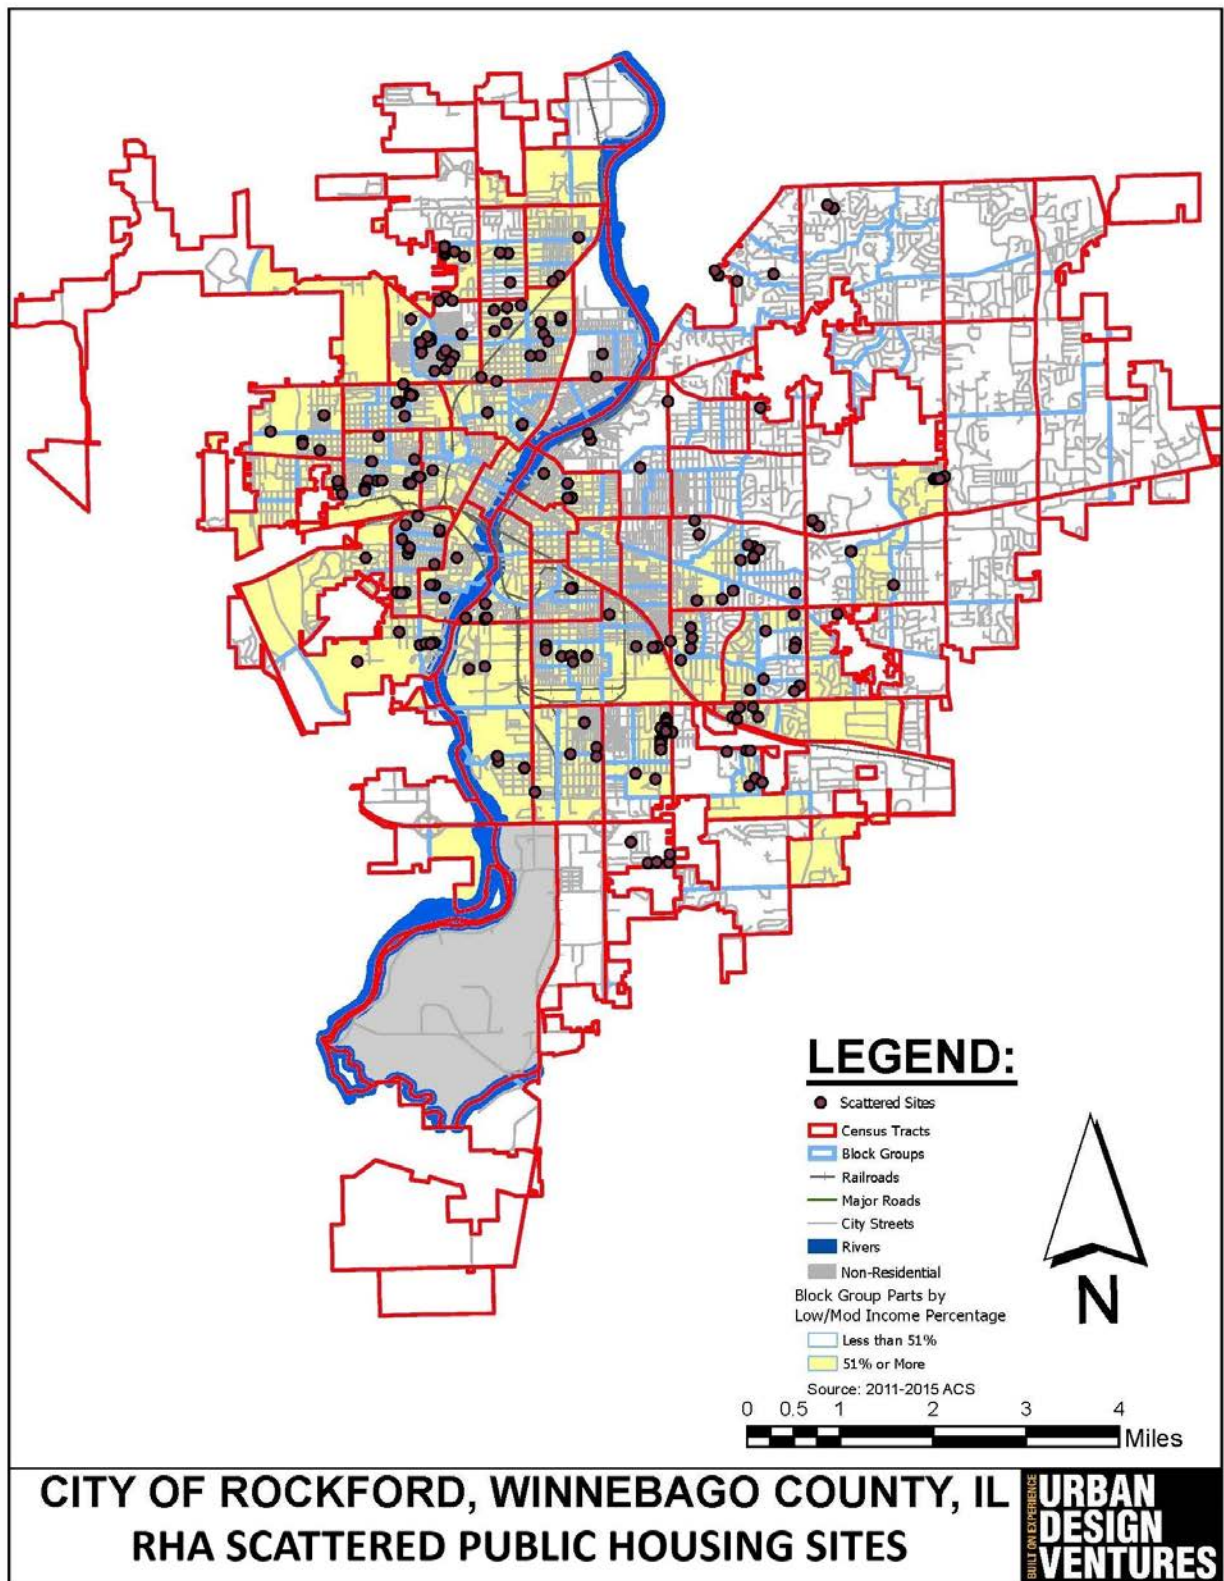 LEGEND:
Scattered Sites
Census Tracts
Block Groups
Railroads
Major Roads
City Streets
Rivers
Non-Residential
Block Group Parts by
Low/Mod Income Percentage
Less than 51%
51% or More
Source: 2011-2015 ACS
0 0.5 1 2 3 4
Miles
N
CITY OF ROCKFORD, WINNEBAGO COUNTY, IL
RHA SCATTERED PUBLIC HOUSING SITES
BUILT ON EXPERIENCE
URBAN
DESIGN
VENTURES